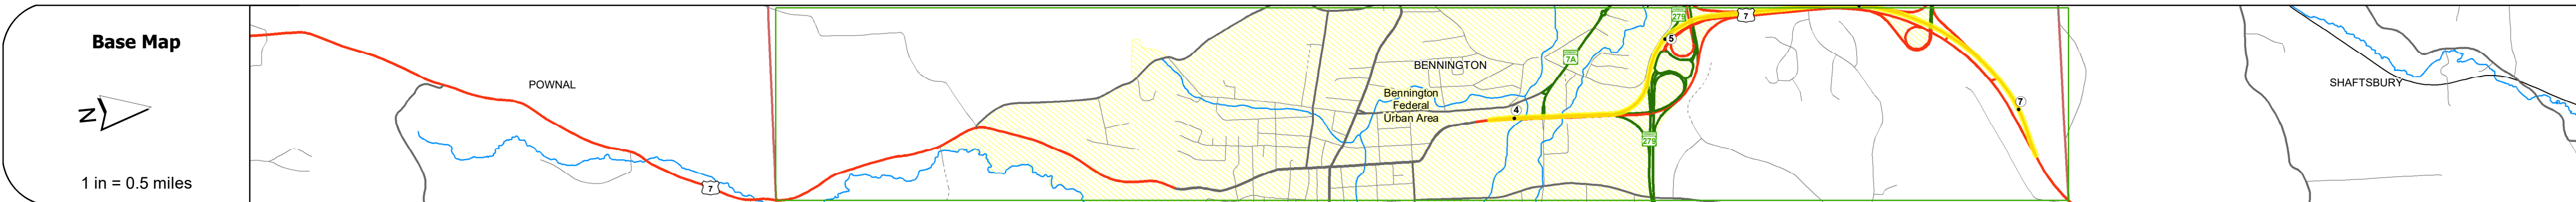 Base Map
N
1 in = 0.5 miles
POWNAL
7
BENNINGTON
Bennington
Federal
Urban Area
4
7A
279
5
7
279
7
SHAFTSBURY